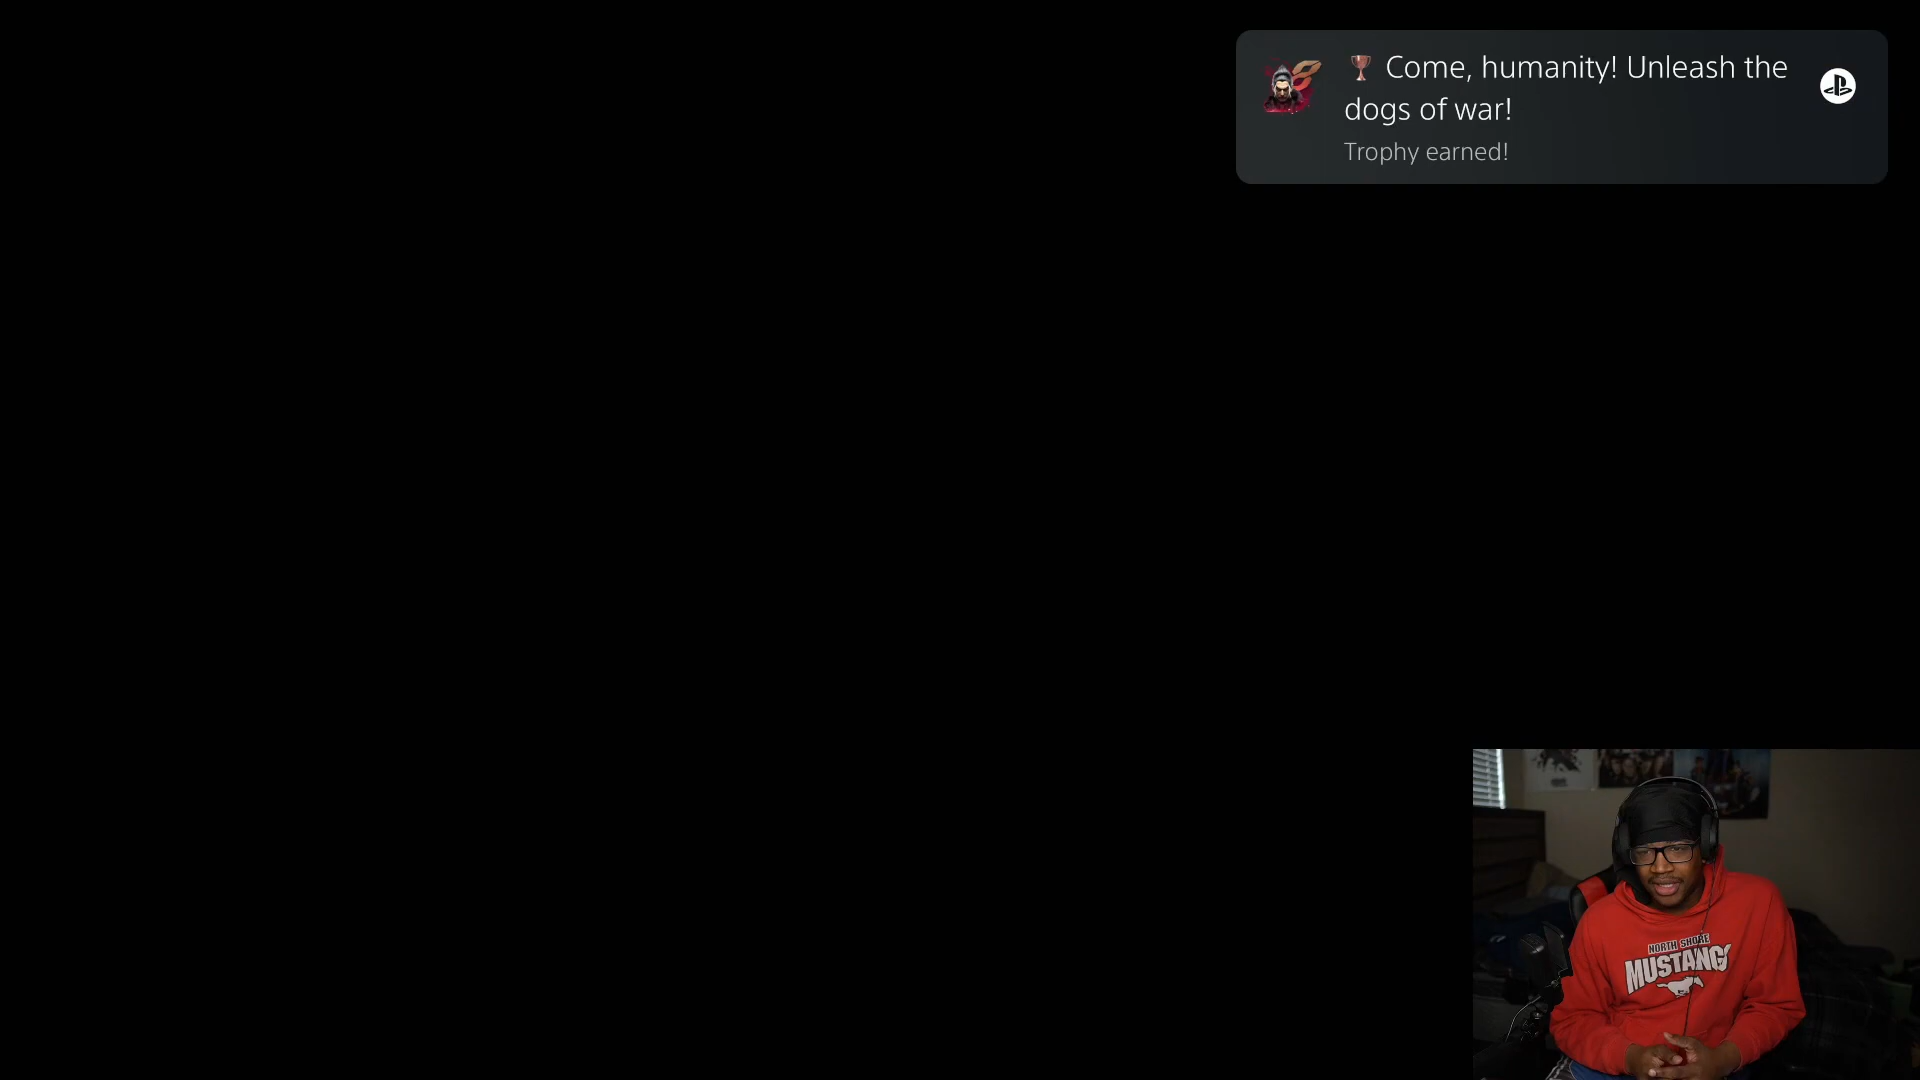 Come, humanity! Unleash the
dogs of war!
Trophy earned!
NORTH SHORE
MUSTANGS